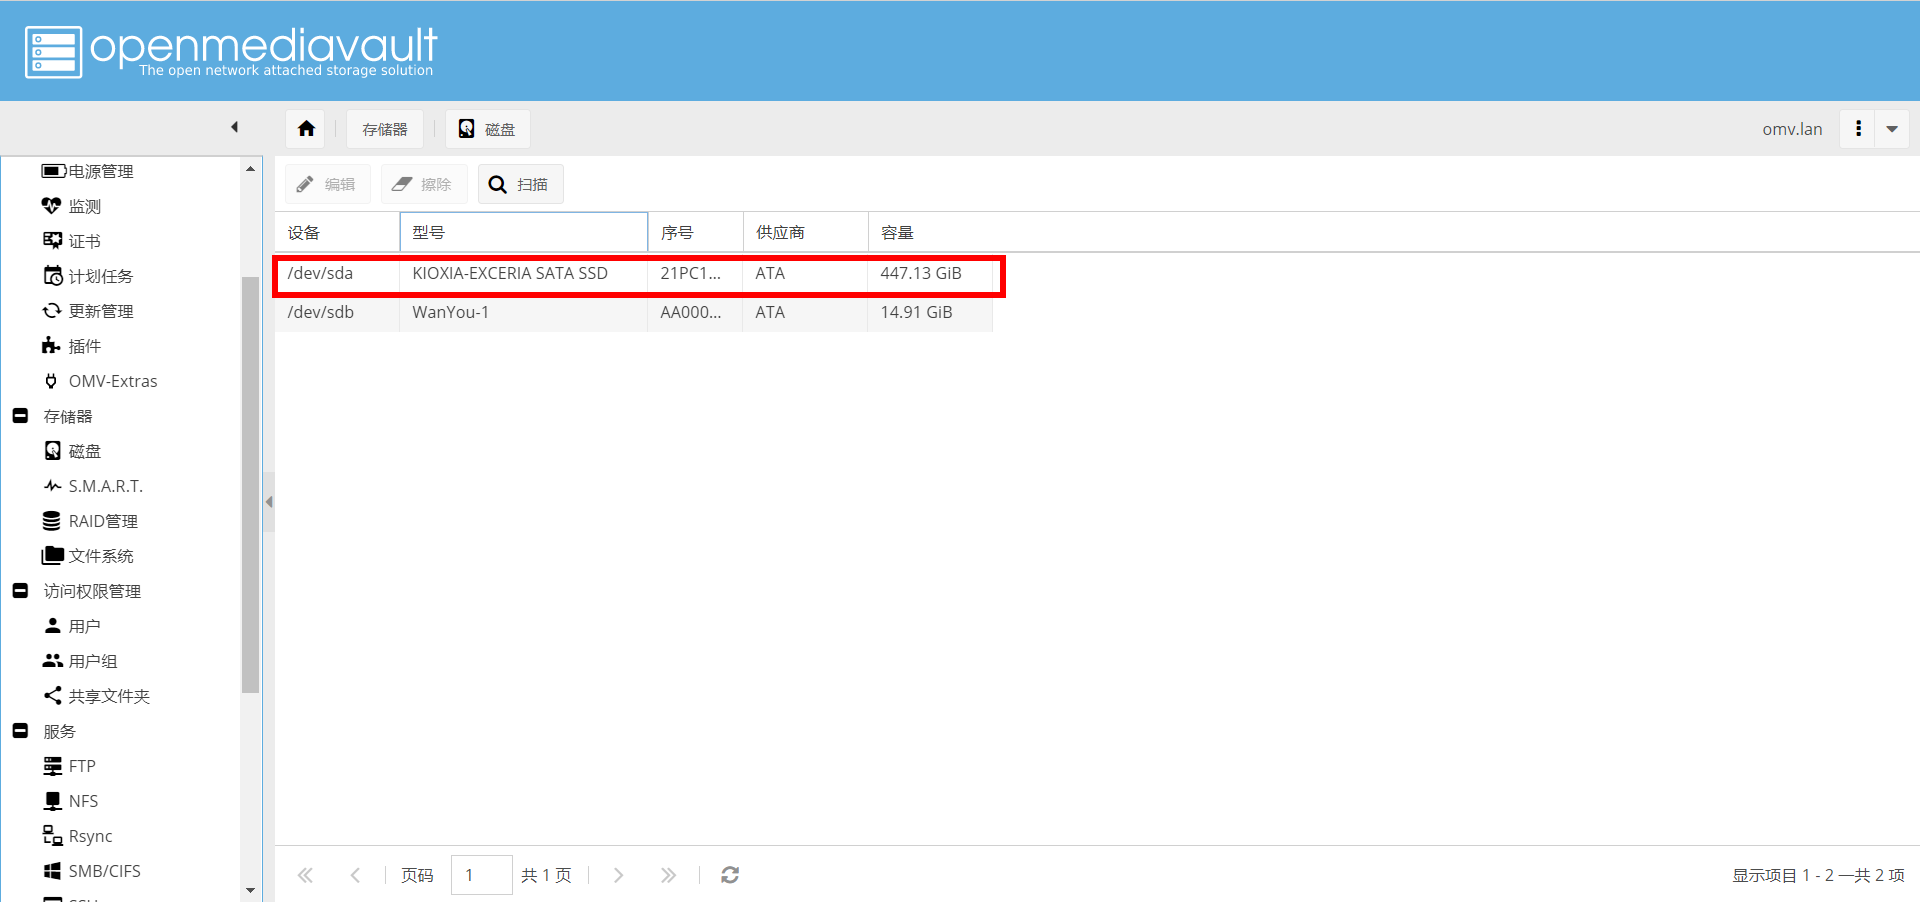 openmediavault
The open network attached storage solution
存储器
磁盘
omv.lan
电源管理
监测
证书
计划任务
更新管理
插件
OMV-Extras
存储器
磁盘
S.M.A.R.T.
RAID管理
文件系统
访问权限管理
用户
用户组
共享文件夹
服务
FTP
NFS
Rsync
SMB/CIFS
编辑 擦除 扫描
设备 型号 序号 供应商 容量
/dev/sda KIOXIA-EXCERIA SATA SSD 21PC1... ATA 447.13 GiB
/dev/sdb WanYou-1 AA000... ATA 14.91 GiB
页码 1 共 1 页
显示项目 1 - 2 —共 2 项